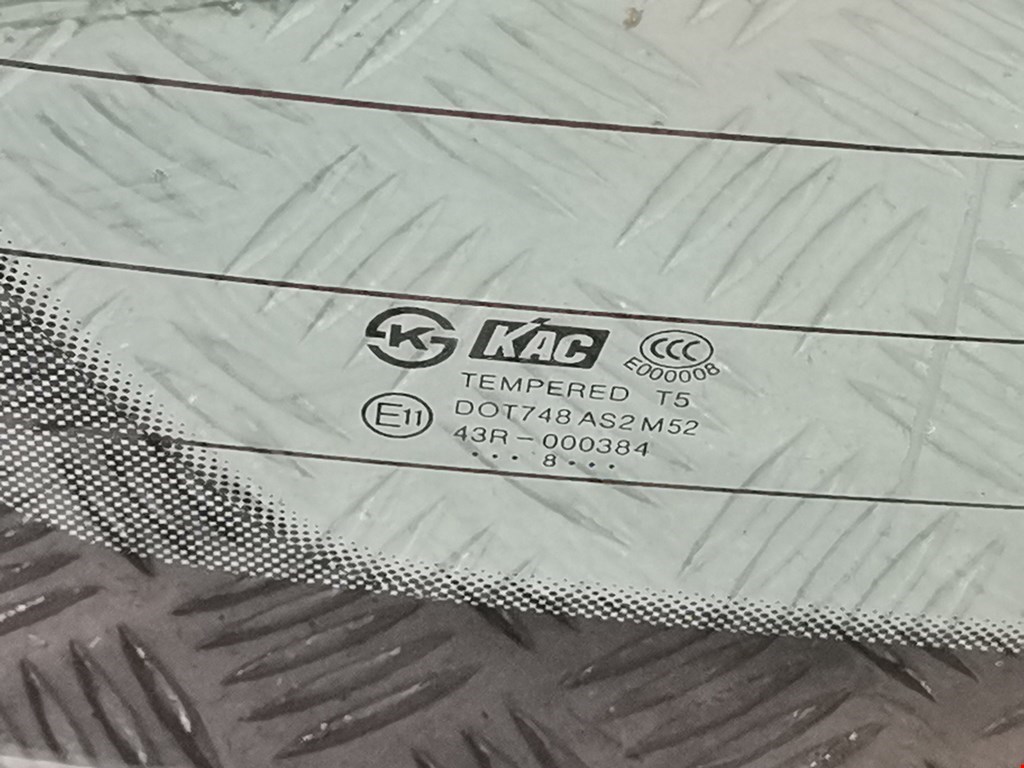 K KAC CCC
E000008
TEMPERED T5
E11 DOT748 AS2 M52
43R-000384
. . . 8 . . .